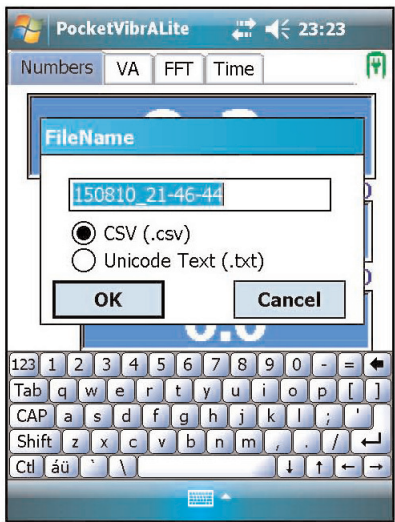 PocketVibrALite 23:23
Numbers VA FFT Time
FileName
150810_21-46-44
CSV (.csv)
Unicode Text (.txt)
OK Cancel
123 1 2 3 4 5 6 7 8 9 0 - =
Tab q w e r t y u i o p [ ]
CAP a s d f g h j k l ; '
Shift z x c v b n m , . /
Ctl áü ` \